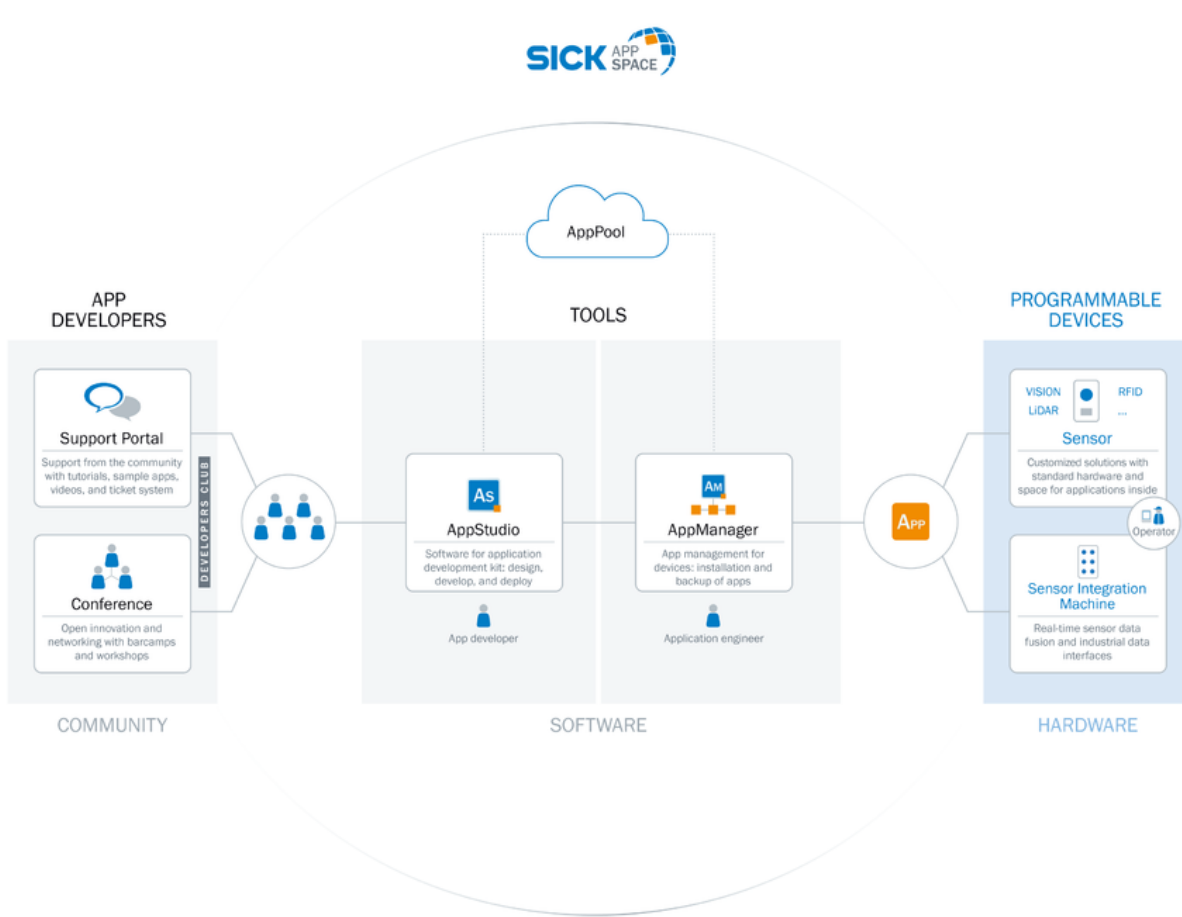 SICK APP
SPACE
AppPool
APP
DEVELOPERS
TOOLS
PROGRAMMABLE
DEVICES
Support Portal
Support from the community
with tutorials, sample apps,
videos, and ticket system
Conference
Open innovation and
networking with barcamps
and workshops
DEVELOPERS CLUB
As
AppStudio
Software for application
development kit: design,
develop, and deploy
App developer
AM
AppManager
App management for
devices: installation and
backup of apps
Application engineer
APP
VISION
RFID
LiDAR
...
Sensor
Customized solutions with
standard hardware and
space for applications inside
Operator
Sensor Integration
Machine
Real-time sensor data
fusion and industrial data
interfaces
COMMUNITY
SOFTWARE
HARDWARE